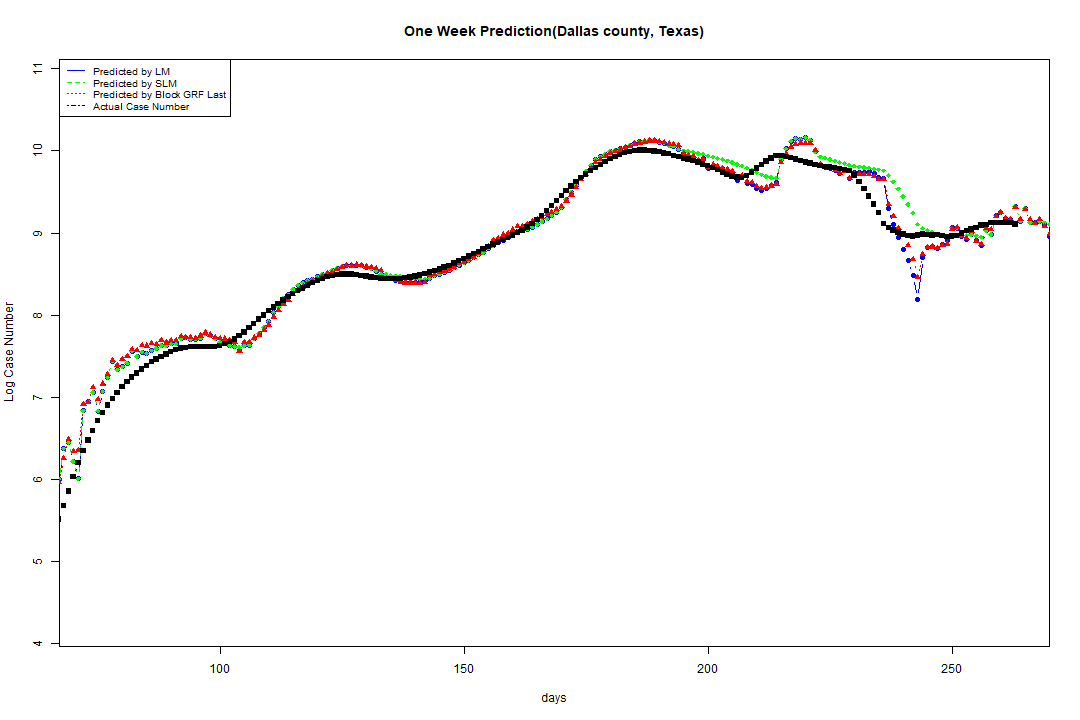 One Week Prediction(Dallas county, Texas)
Predicted by LM
Predicted by SLM
Predicted by Block GRF Last
Actual Case Number
11
10
9
8
7
6
5
4
Log Case Number
100 150 200 250
days